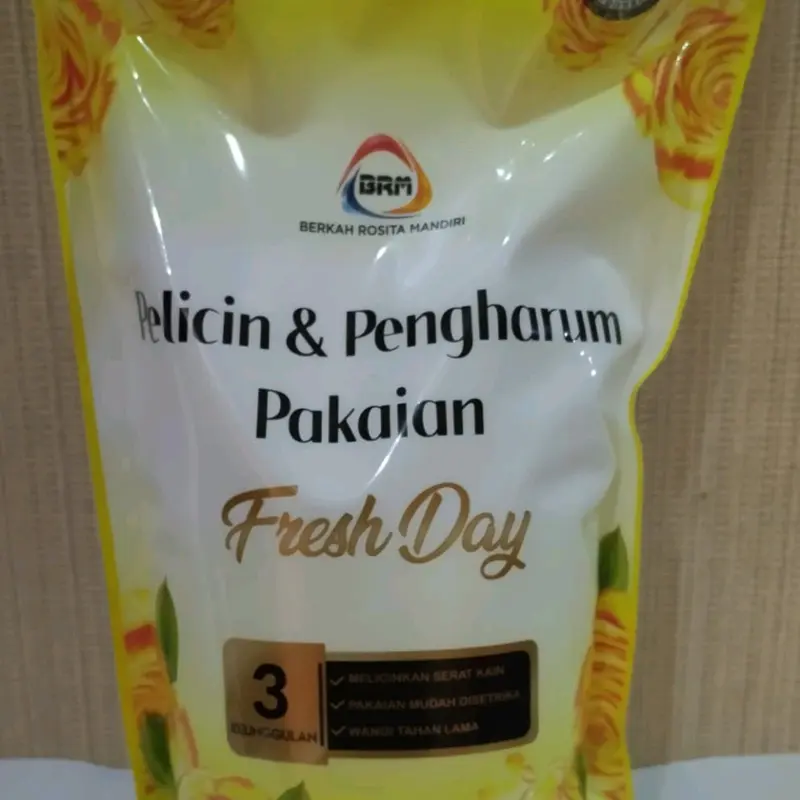 BRM
BERKAH ROSITA MANDIRI
Pelicin & Pengharum
Pakaian
Fresh Day
3
KEUNGGULAN
MELICINKAN SERAT KAIN
PAKAIAN MUDAH DISETRIKA
WANGI TAHAN LAMA